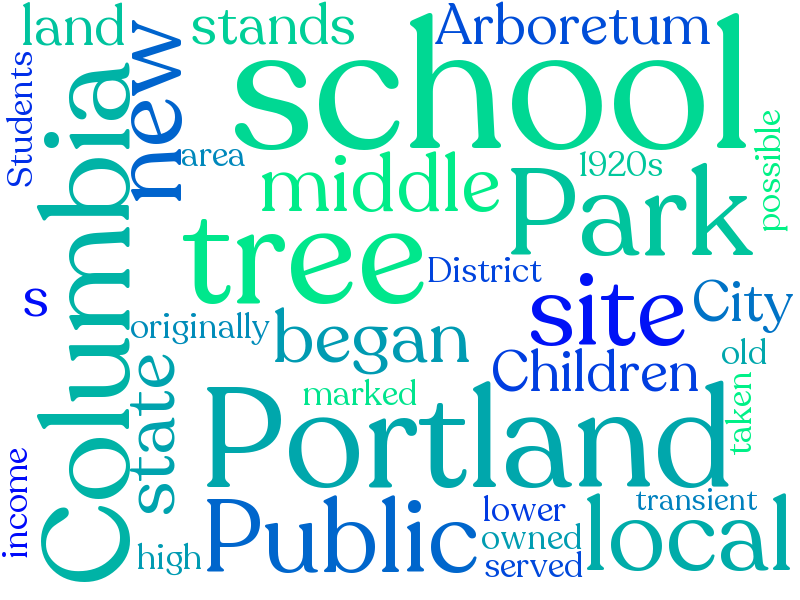 land
stands
Arboretum
Students
new
school
Columbia
area
middle
1920s
possible
Park
tree
District
s
site
City
originally
began
old
Children
state
marked
taken
Portland
income
Public
lower
transient
local
owned
high
served